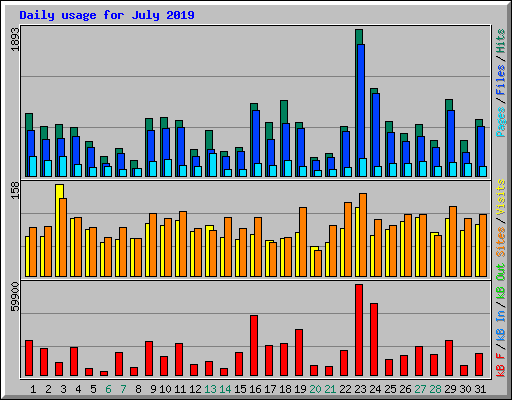 Daily usage for July 2019
1893
Pages / Files / Hits
158
Sites / Visits
59900
kB F / kB In / kB Out
1 2 3 4 5 6 7 8 9 10 11 12 13 14 15 16 17 18 19 20 21 22 23 24 25 26 27 28 29 30 31